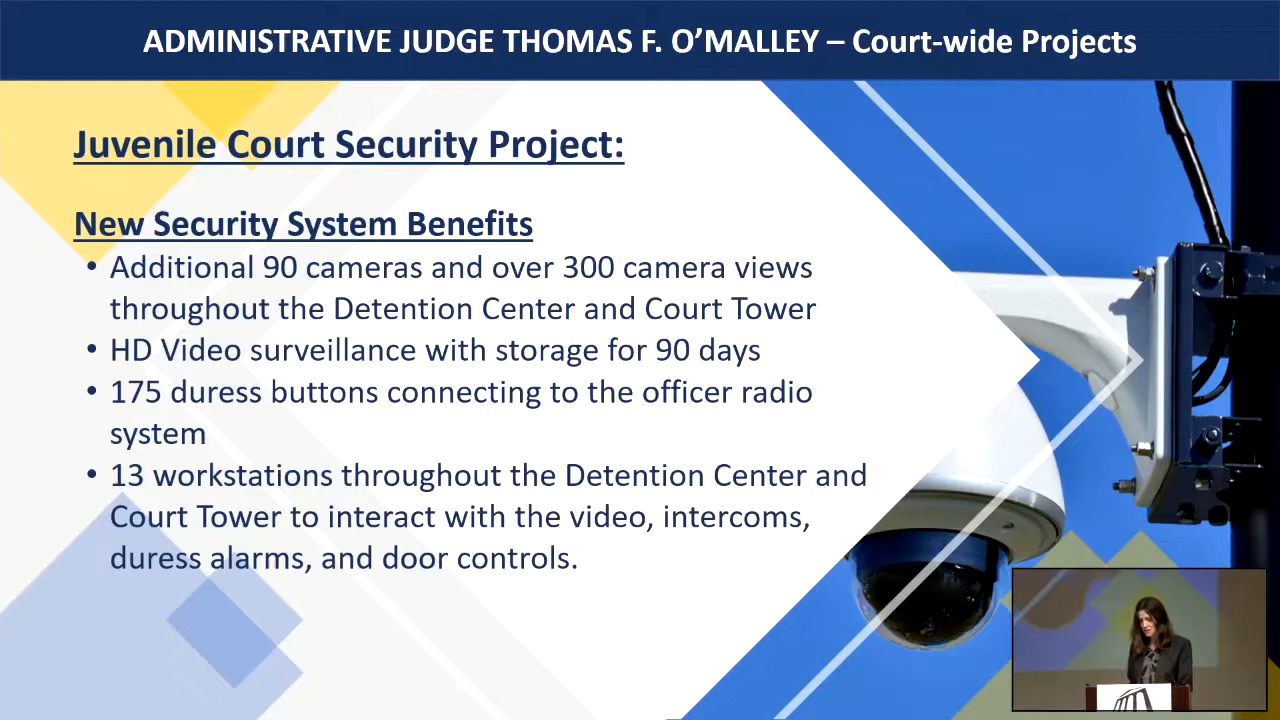 ADMINISTRATIVE JUDGE THOMAS F. O’MALLEY – Court-wide Projects
Juvenile Court Security Project:
New Security System Benefits
• Additional 90 cameras and over 300 camera views
throughout the Detention Center and Court Tower
• HD Video surveillance with storage for 90 days
• 175 duress buttons connecting to the officer radio
system
• 13 workstations throughout the Detention Center and
Court Tower to interact with the video, intercoms,
duress alarms, and door controls.